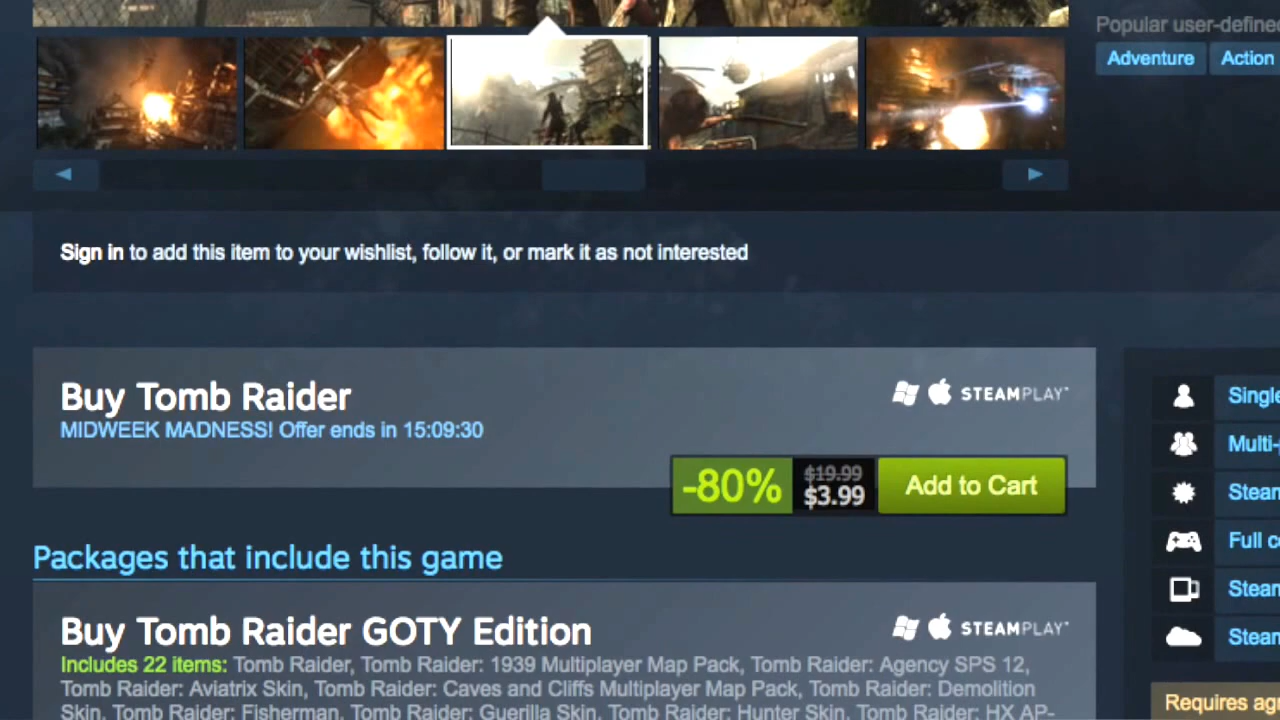 Popular user-defined
Adventure
Action
Sign in to add this item to your wishlist, follow it, or mark it as not interested
Buy Tomb Raider
STEAMPLAY
MIDWEEK MADNESS! Offer ends in 15:09:30
-80%
$19.99
$3.99
Add to Cart
Packages that include this game
Buy Tomb Raider GOTY Edition
STEAMPLAY
Includes 22 items: Tomb Raider, Tomb Raider: 1939 Multiplayer Map Pack, Tomb Raider: Agency SPS 12,
Tomb Raider: Aviatrix Skin, Tomb Raider: Caves and Cliffs Multiplayer Map Pack, Tomb Raider: Demolition
Skin, Tomb Raider: Fisherman, Tomb Raider: Guerilla Skin, Tomb Raider: Hunter Skin, Tomb Raider: HX AP-
Single
Multi-
Steam
Full c
Steam
Steam
Requires ag